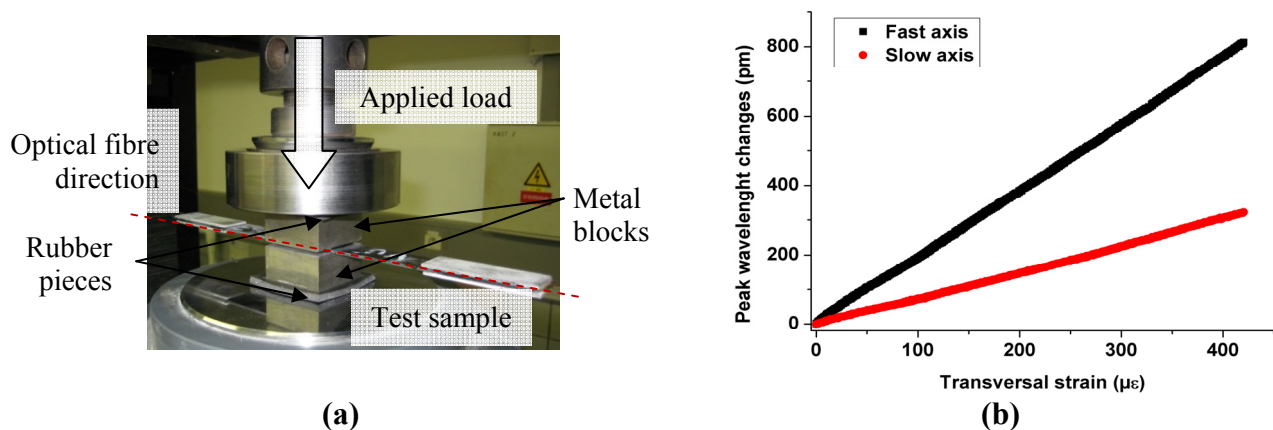 Applied load
Optical fibre
direction
Metal
blocks
Rubber
pieces
Test sample
(a)
Fast axis
Slow axis
Peak wavelenght changes (pm)
800
600
400
200
0
0 100 200 300 400
Transversal strain (µε)
(b)